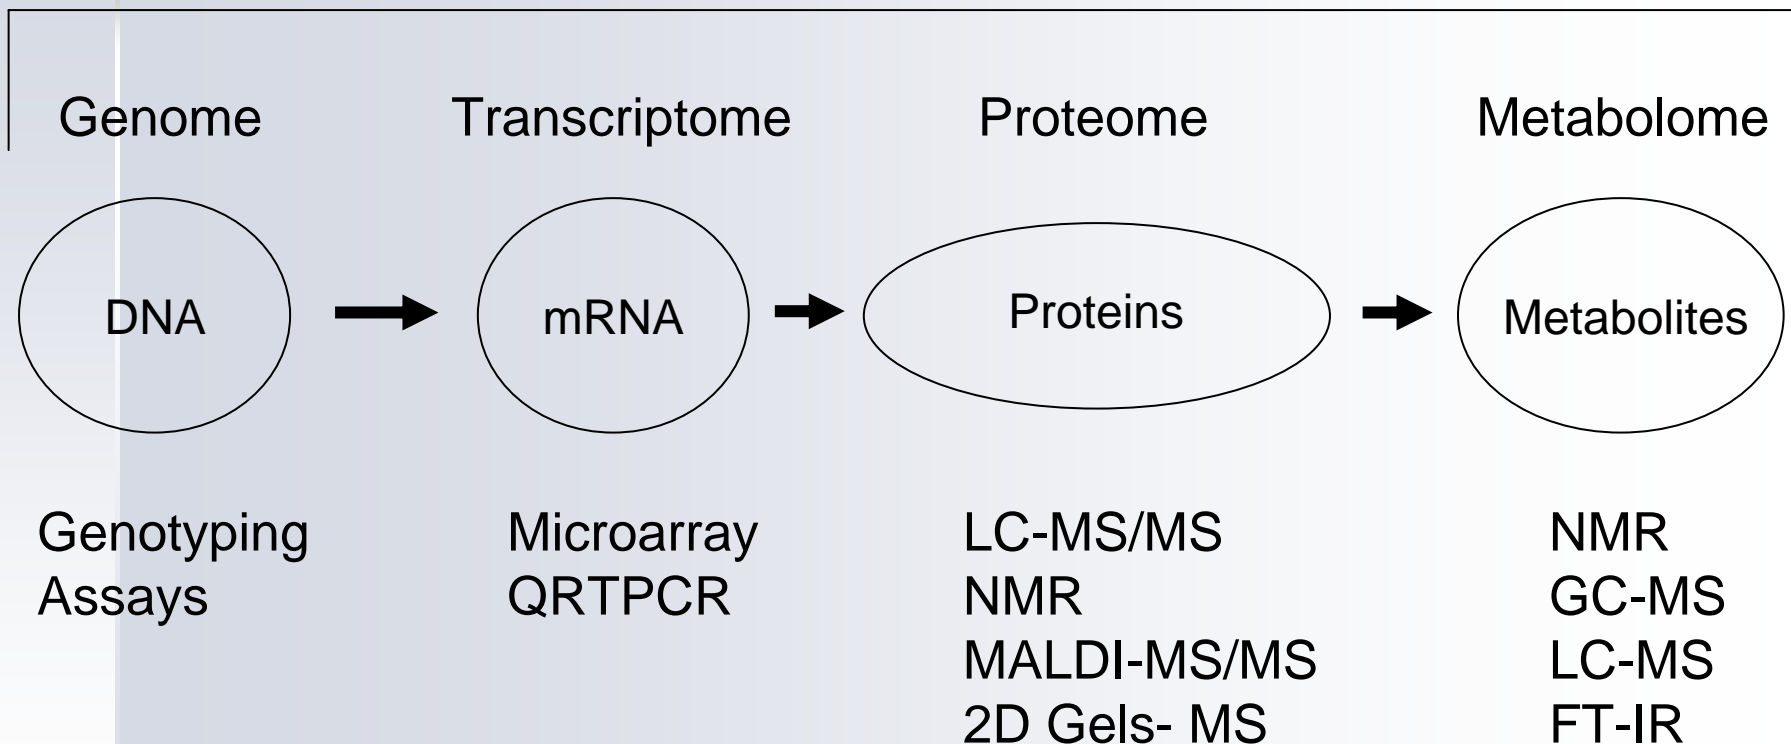 Genome
Transcriptome
Proteome
Metabolome
DNA
mRNA
Proteins
Metabolites
Genotyping
Assays
Microarray
QRTPCR
LC-MS/MS
NMR
MALDI-MS/MS
2D Gels- MS
NMR
GC-MS
LC-MS
FT-IR